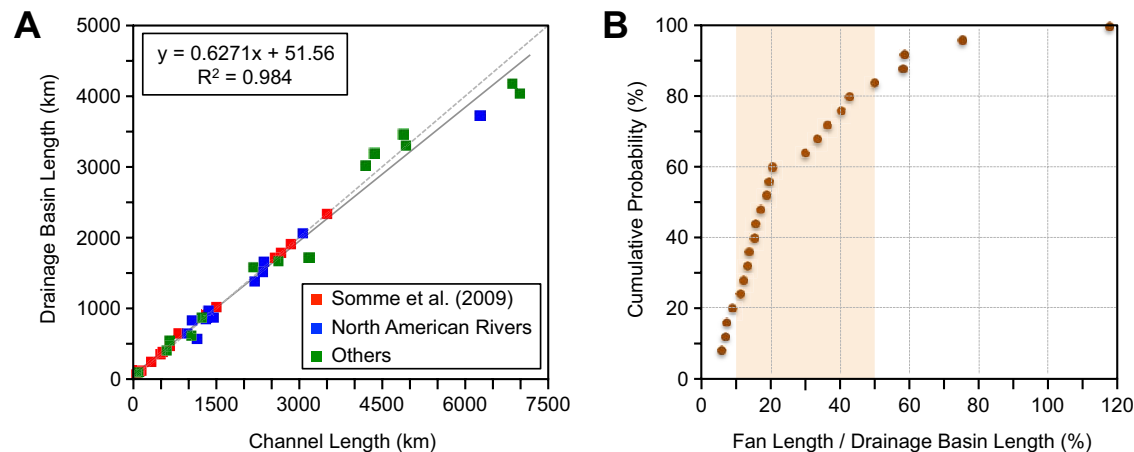 A
y = 0.6271x + 51.56
R² = 0.984
Drainage Basin Length (km)
5000
4000
3000
2000
1000
0
Somme et al. (2009)
North American Rivers
Others
0 1500 3000 4500 6000 7500
Channel Length (km)
B
Cumulative Probability (%)
100
80
60
40
20
0
0 20 40 60 80 100 120
Fan Length / Drainage Basin Length (%)